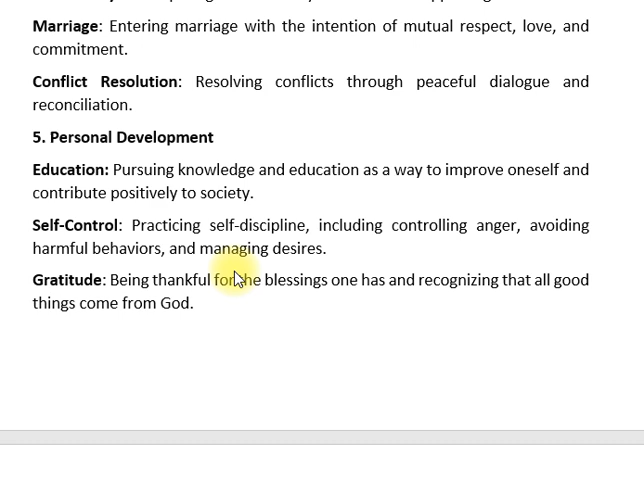 Marriage: Entering marriage with the intention of mutual respect, love, and
commitment.
Conflict Resolution: Resolving conflicts through peaceful dialogue and
reconciliation.
5. Personal Development
Education: Pursuing knowledge and education as a way to improve oneself and
contribute positively to society.
Self-Control: Practicing self-discipline, including controlling anger, avoiding
harmful behaviors, and managing desires.
Gratitude: Being thankful for the blessings one has and recognizing that all good
things come from God.